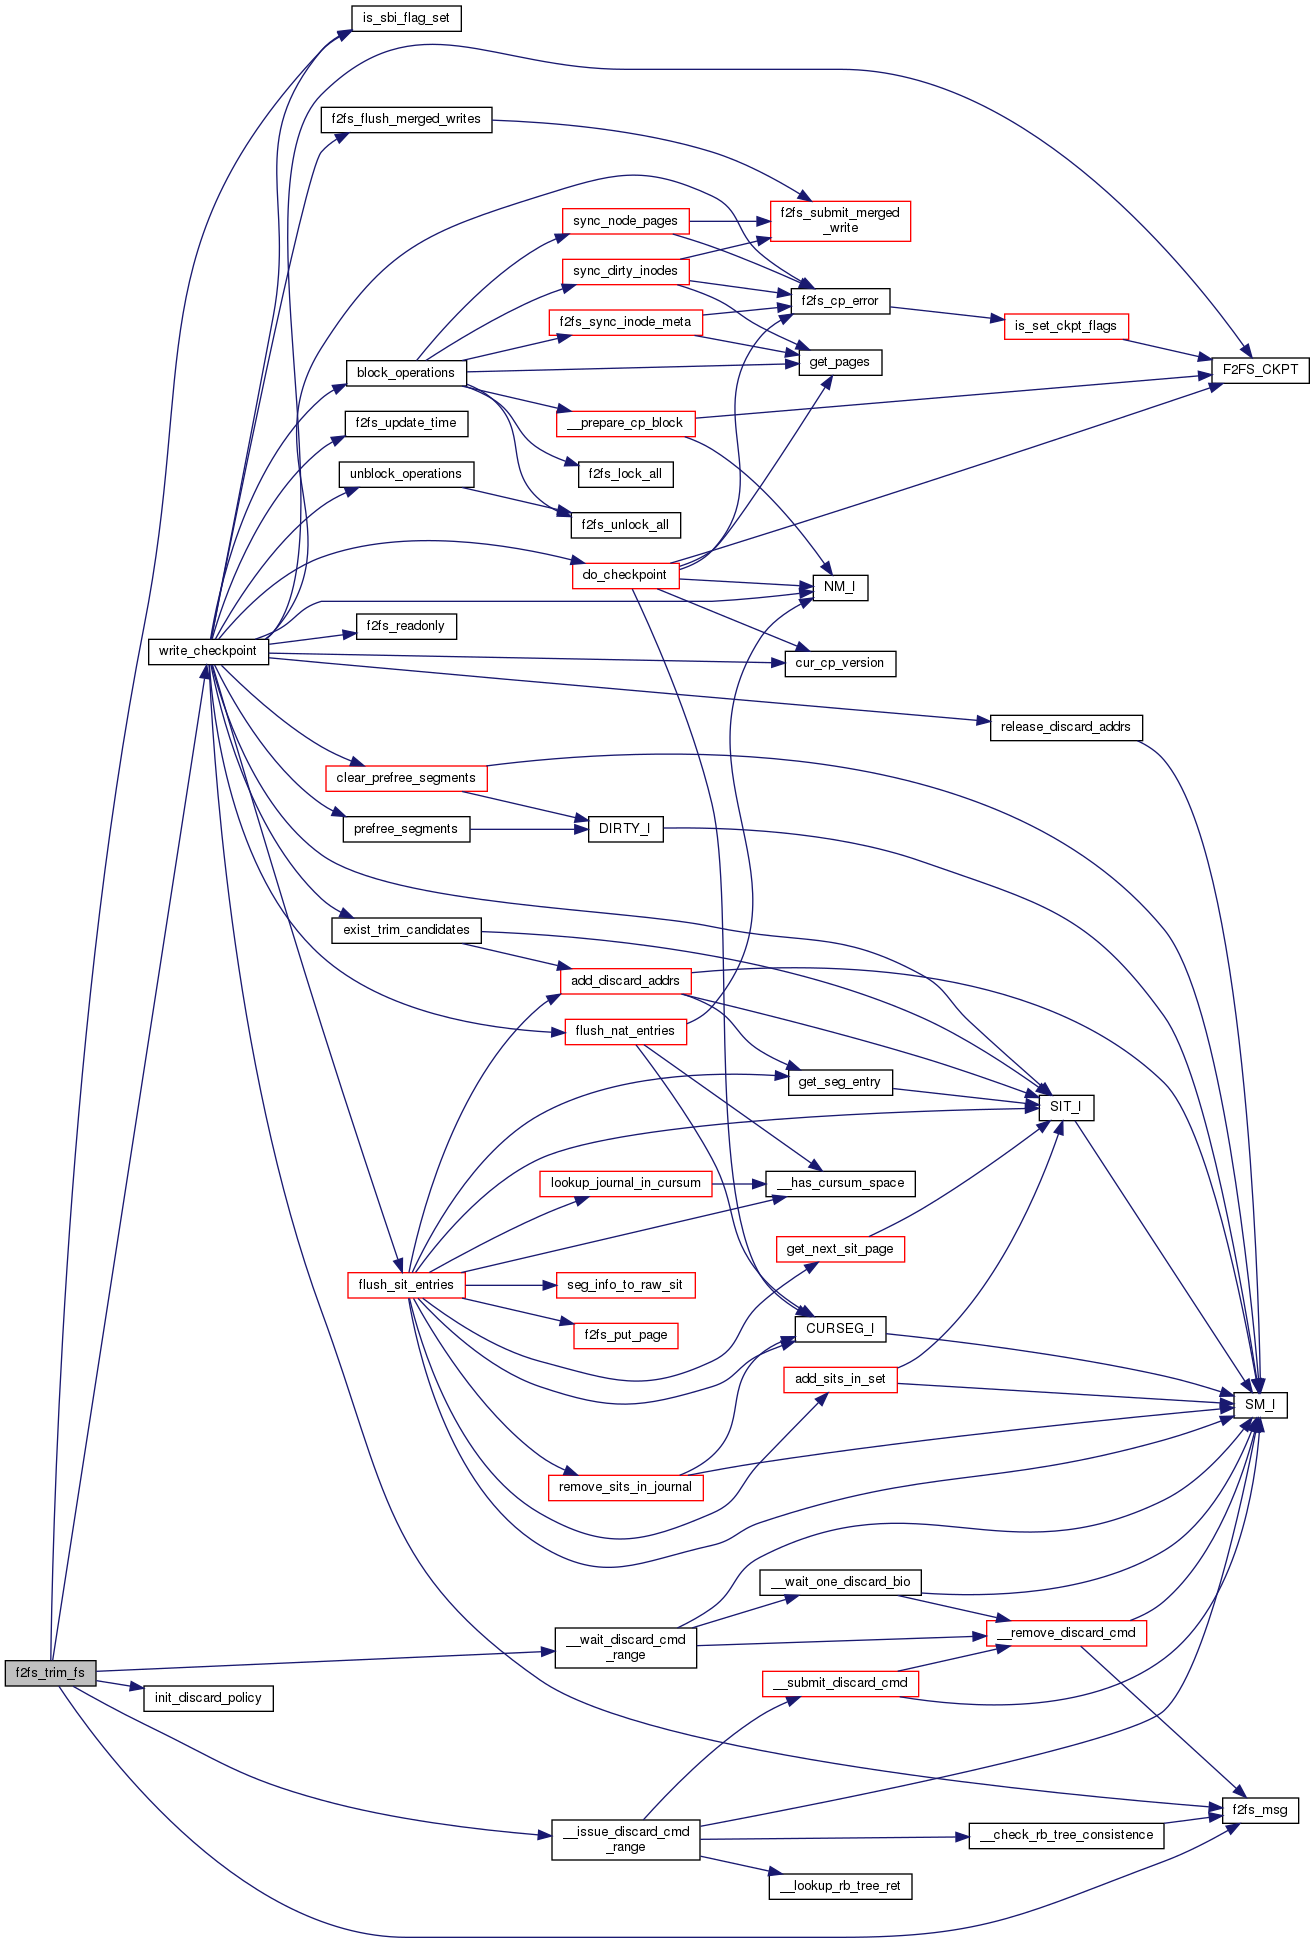 is_sbi_flag_set
f2fs_flush_merged_writes
sync_node_pages
f2fs_submit_merged
_write
sync_dirty_inodes
f2fs_cp_error
f2fs_sync_inode_meta
is_set_ckpt_flags
get_pages
block_operations
F2FS_CKPT
f2fs_update_time
__prepare_cp_block
unblock_operations
f2fs_lock_all
f2fs_unlock_all
do_checkpoint
NM_I
f2fs_readonly
write_checkpoint
cur_cp_version
release_discard_addrs
clear_prefree_segments
prefree_segments
DIRTY_I
exist_trim_candidates
add_discard_addrs
flush_nat_entries
get_seg_entry
SIT_I
lookup_journal_in_cursum
__has_cursum_space
get_next_sit_page
flush_sit_entries
seg_info_to_raw_sit
f2fs_put_page
CURSEG_I
add_sits_in_set
SM_I
remove_sits_in_journal
__wait_one_discard_bio
__remove_discard_cmd
__wait_discard_cmd
_range
f2fs_trim_fs
__submit_discard_cmd
init_discard_policy
f2fs_msg
__issue_discard_cmd
_range
__check_rb_tree_consistence
__lookup_rb_tree_ret